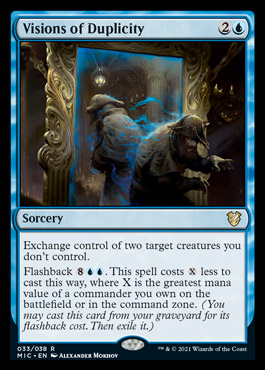 Visions of Duplicity 2
Sorcery
Exchange control of two target creatures you
don't control.
Flashback 8. This spell costs X less to
cast this way, where X is the greatest mana
value of a commander you own on the
battlefield or in the command zone. (You
may cast this card from your graveyard for its
flashback cost. Then exile it.)
033/038 R
MIC • EN Alexander Mokhov
™ & © 2021 Wizards of the Coast